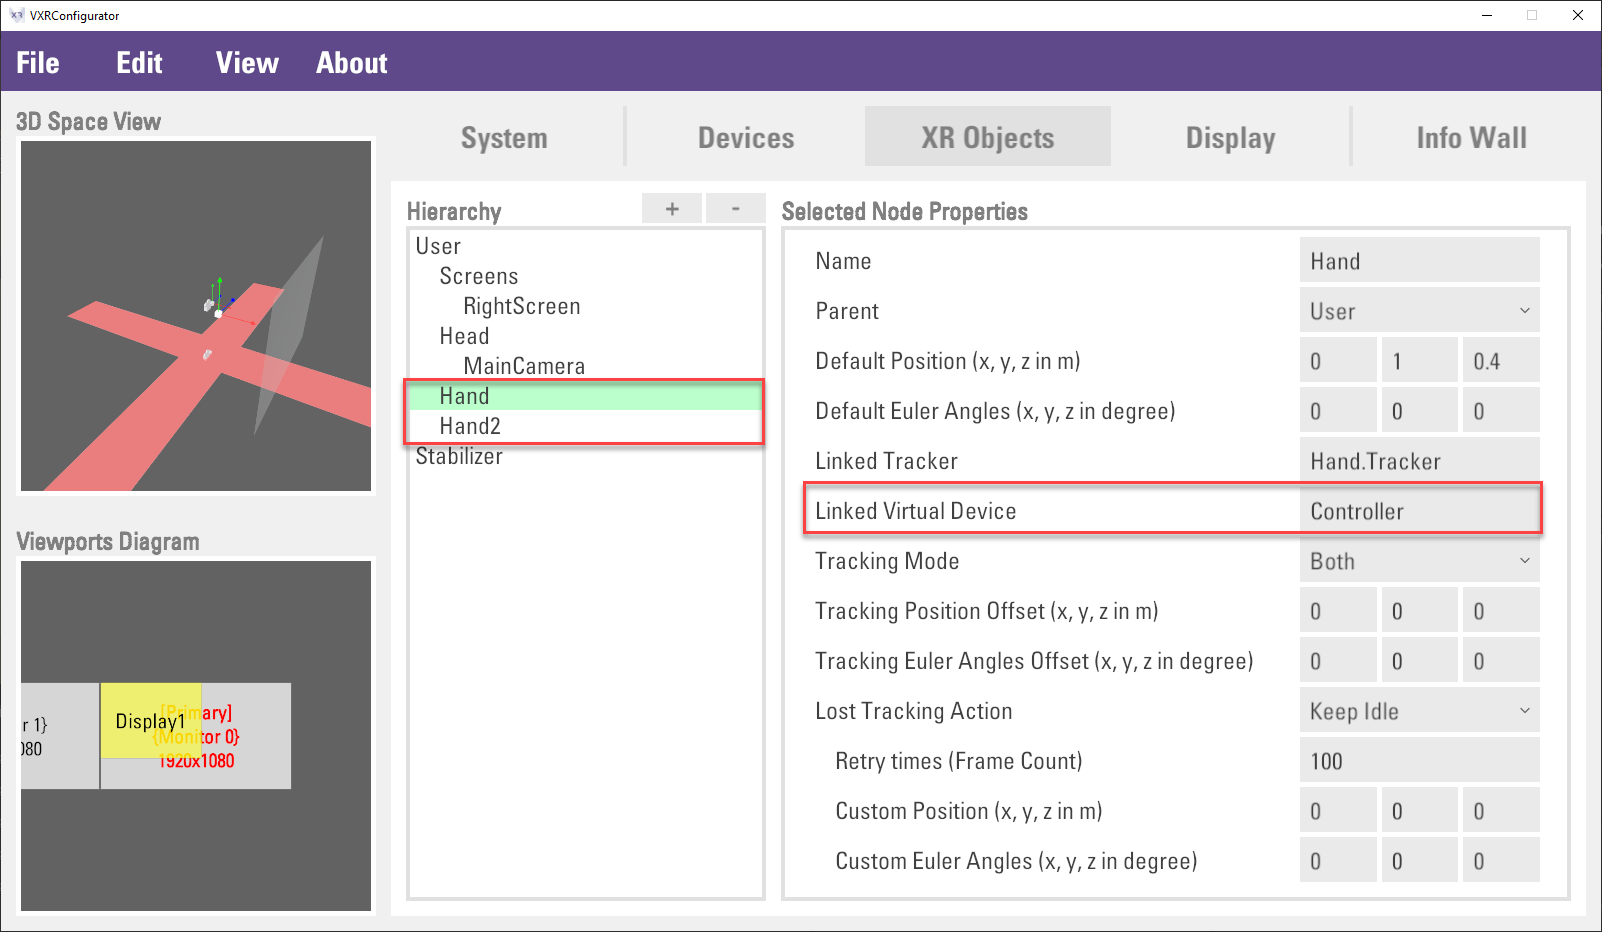 VXRConfigurator
File Edit View About
3D Space View
System Devices XR Objects Display Info Wall
Hierarchy + -
User
Screens
RightScreen
Head
MainCamera
Hand
Hand2
Stabilizer
Selected Node Properties
Name Hand
Parent User
Default Position (x, y, z in m) 0 1 0.4
Default Euler Angles (x, y, z in degree) 0 0 0
Linked Tracker Hand.Tracker
Linked Virtual Device Controller
Tracking Mode Both
Tracking Position Offset (x, y, z in m) 0 0 0
Tracking Euler Angles Offset (x, y, z in degree) 0 0 0
Lost Tracking Action Keep Idle
Retry times (Frame Count) 100
Custom Position (x, y, z in m) 0 0 0
Custom Euler Angles (x, y, z in degree) 0 0 0
Viewports Diagram
r 1}
080
Display1
[Primary]
{Monitor 0}
1920x1080